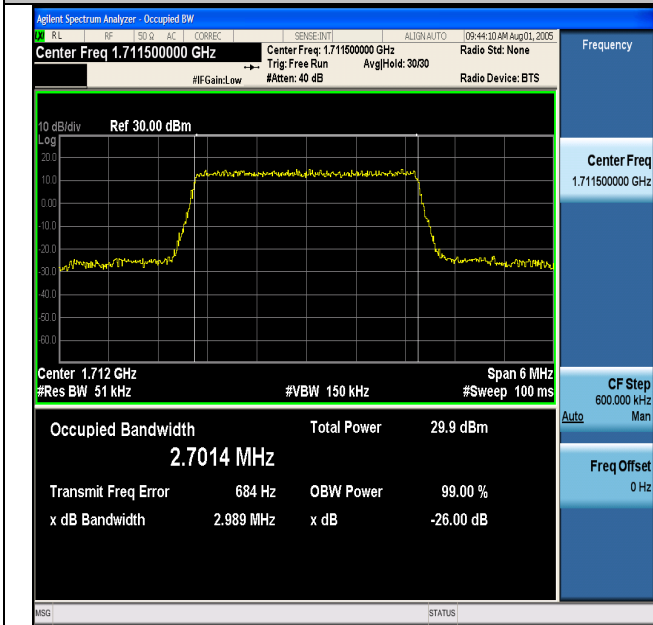 Agilent Spectrum Analyzer - Occupied BW
RL RF 50 Ω AC CORREC SENSE:INT ALIGN AUTO 09:44:10 AM Aug 01, 2005
Center Freq 1.711500000 GHz
Center Freq: 1.711500000 GHz Radio Std: None
Trig: Free Run Avg|Hold: 30/30
#IFGain:Low #Atten: 40 dB Radio Device: BTS
Frequency
10 dB/div Ref 30.00 dBm
Log
20.0
10.0
0.00
-10.0
-20.0
-30.0
-40.0
-50.0
-60.0
Center 1.712 GHz Span 6 MHz
#Res BW 51 kHz #VBW 150 kHz #Sweep 100 ms
Occupied Bandwidth Total Power 29.9 dBm
2.7014 MHz
Transmit Freq Error 684 Hz OBW Power 99.00 %
x dB Bandwidth 2.989 MHz x dB -26.00 dB
Center Freq
1.711500000 GHz
CF Step
600.000 kHz
Auto Man
Freq Offset
0 Hz
MSG STATUS